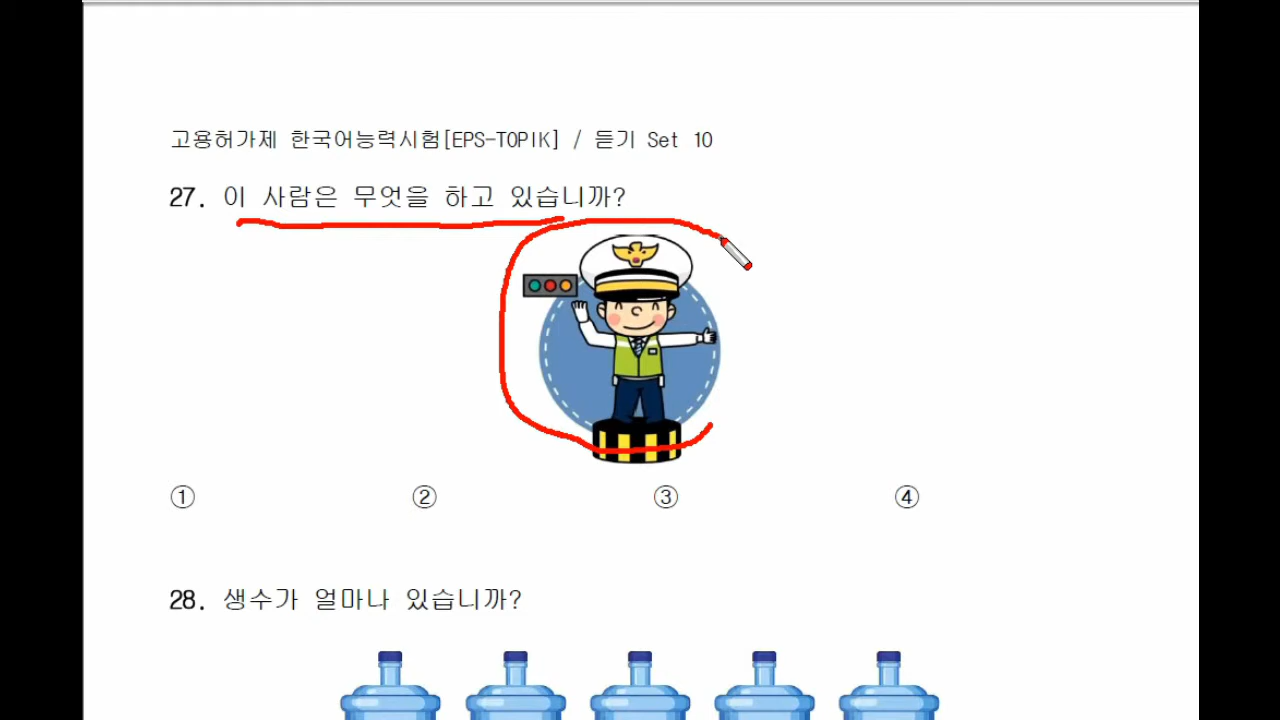 고용허가제 한국어능력시험[EPS-TOPIK] / 듣기 Set 10
27. 이 사람은 무엇을 하고 있습니까?
① ② ③ ④
28. 생수가 얼마나 있습니까?